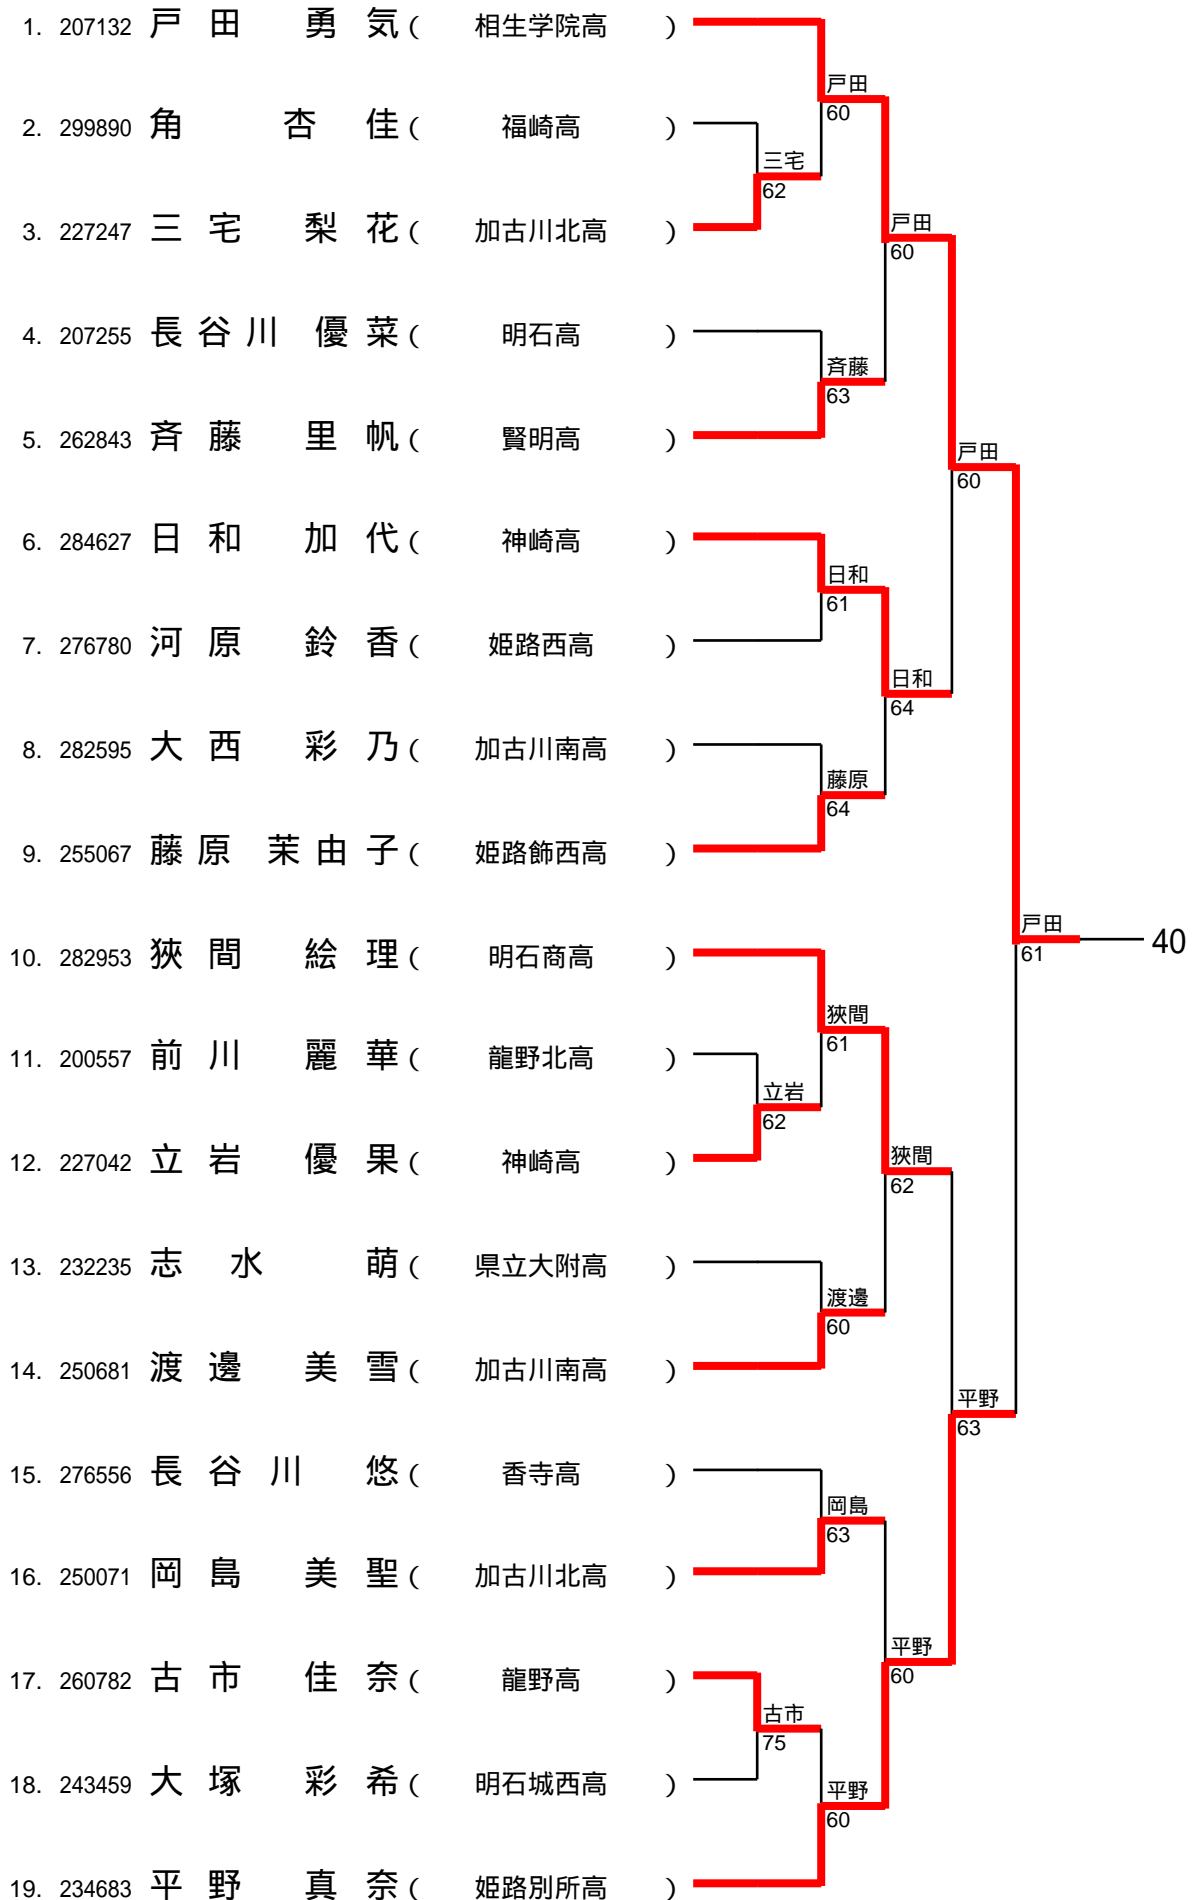 1. 207132 戸田 勇気 ( 相生学院高 )
戸田
60
2. 299890 角 杏佳 ( 福崎高 )
三宅
62
3. 227247 三宅 梨花 ( 加古川北高 )
戸田
60
4. 207255 長谷川 優菜 ( 明石高 )
斉藤
63
5. 262843 斉藤 里帆 ( 賢明高 )
戸田
60
6. 284627 日和 加代 ( 神崎高 )
日和
61
7. 276780 河原 鈴香 ( 姫路西高 )
日和
64
8. 282595 大西 彩乃 ( 加古川南高 )
藤原
64
9. 255067 藤原 茉由子 ( 姫路飾西高 )
戸田
61
40
10. 282953 狹間 絵理 ( 明石商高 )
狹間
61
11. 200557 前川 麗華 ( 龍野北高 )
立岩
62
12. 227042 立岩 優果 ( 神崎高 )
狹間
62
13. 232235 志水 萌 ( 県立大附高 )
渡邊
60
14. 250681 渡邊 美雪 ( 加古川南高 )
平野
63
15. 276556 長谷川 悠 ( 香寺高 )
岡島
63
16. 250071 岡島 美聖 ( 加古川北高 )
平野
60
17. 260782 古市 佳奈 ( 龍野高 )
古市
75
18. 243459 大塚 彩希 ( 明石城西高 )
平野
60
19. 234683 平野 真奈 ( 姫路別所高 )